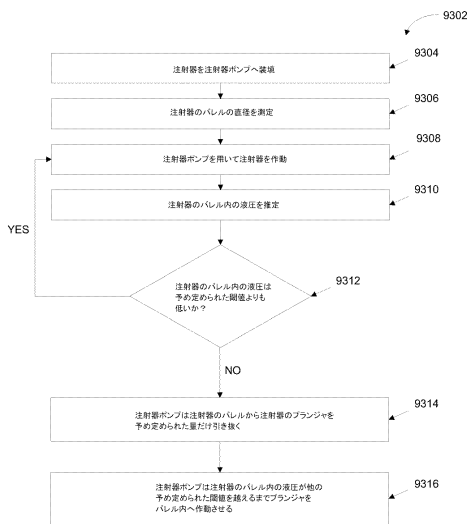 9302
注射器を注射器ポンプへ装填
9304
注射器のバレルの直径を測定
9306
注射器ポンプを用いて注射器を作動
9308
注射器のバレル内の液圧を推定
9310
YES
注射器のバレル内の液圧は
予め定められた閾値よりも
低いか？
9312
NO
注射器ポンプは注射器のバレルから注射器のプランジャを
予め定められた量だけ引き抜く
9314
注射器ポンプは注射器のバレル内の液圧が他の
予め定められた閾値を越えるまでプランジャを
バレル内へ作動させる
9316